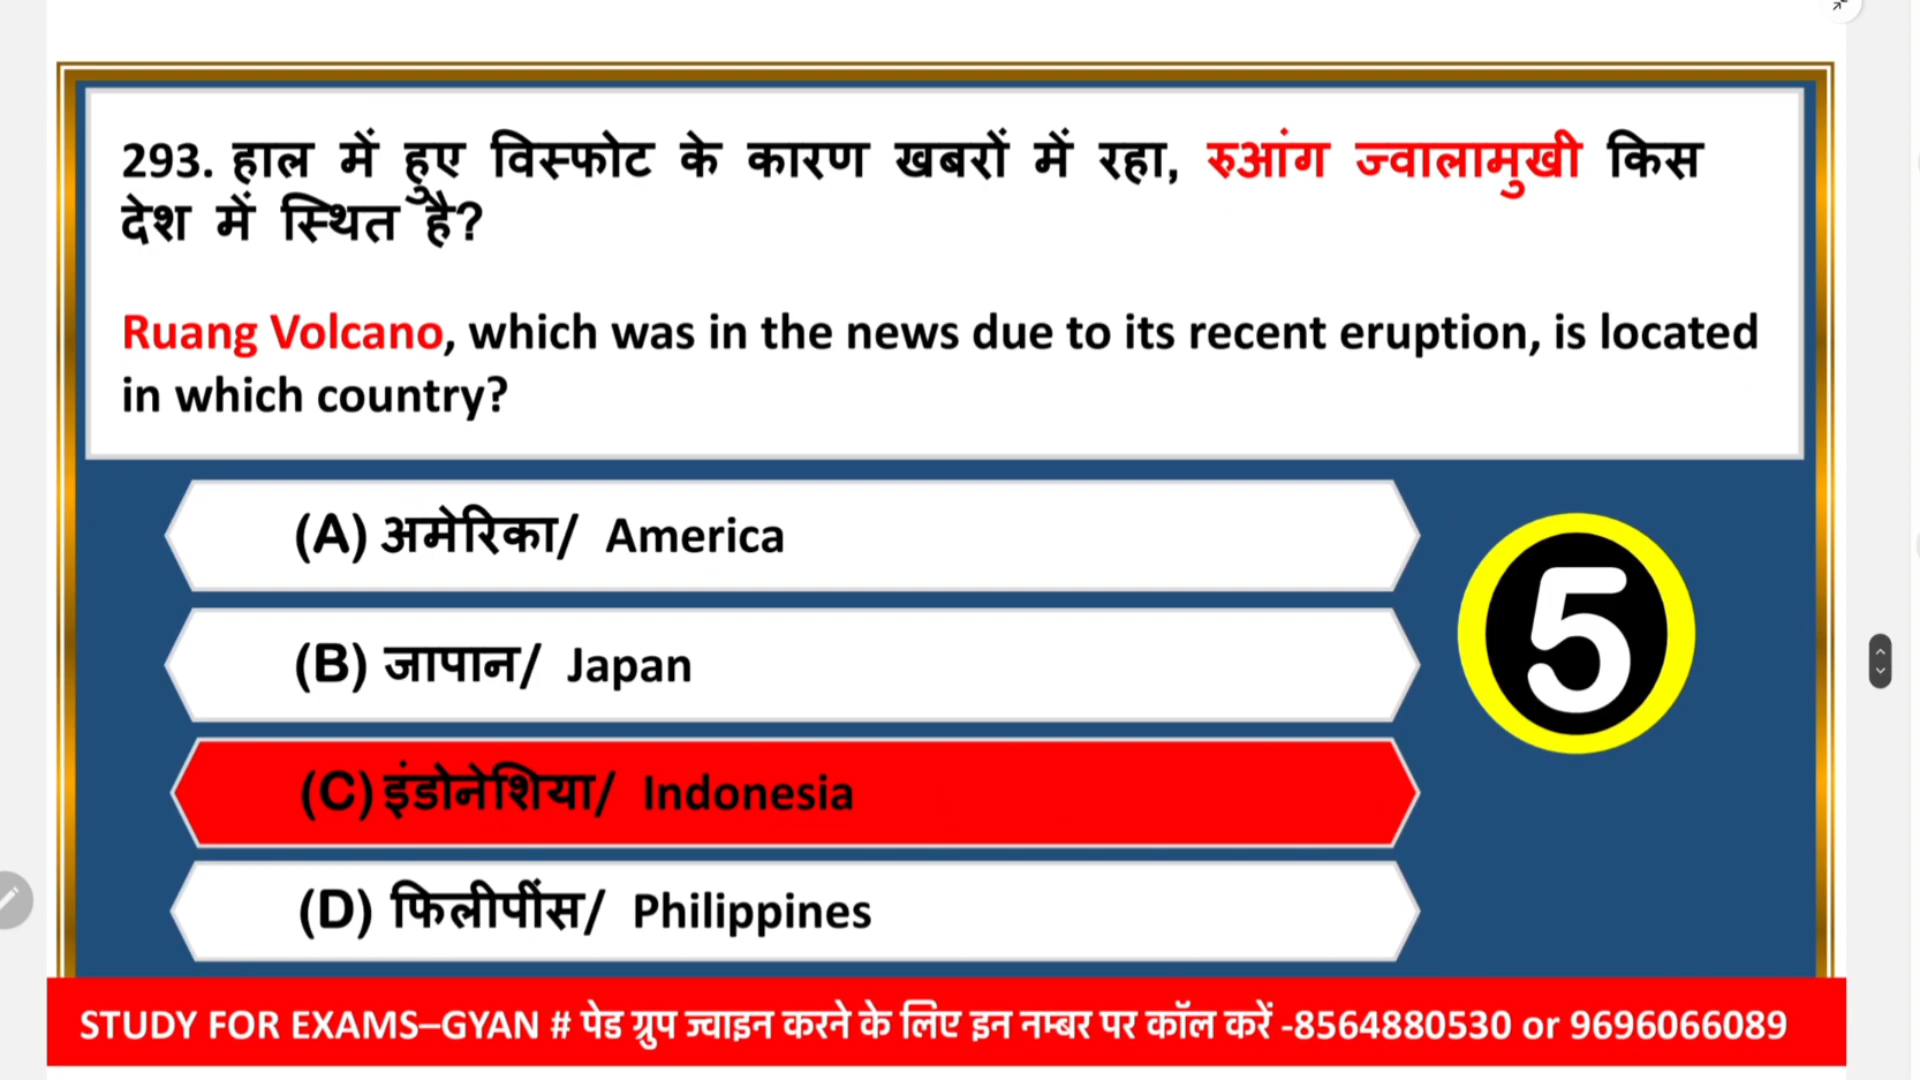 293. हाल में हुए विस्फोट के कारण खबरों में रहा, रुआंग ज्वालामुखी किस
देश में स्थित है?
Ruang Volcano, which was in the news due to its recent eruption, is located
in which country?
(A) अमेरिका/ America
(B) जापान/ Japan
(C) इंडोनेशिया/ Indonesia
(D) फिलीपींस/ Philippines
5
STUDY FOR EXAMS–GYAN # पेड ग्रुप ज्वाइन करने के लिए इन नम्बर पर कॉल करें -8564880530 or 9696066089